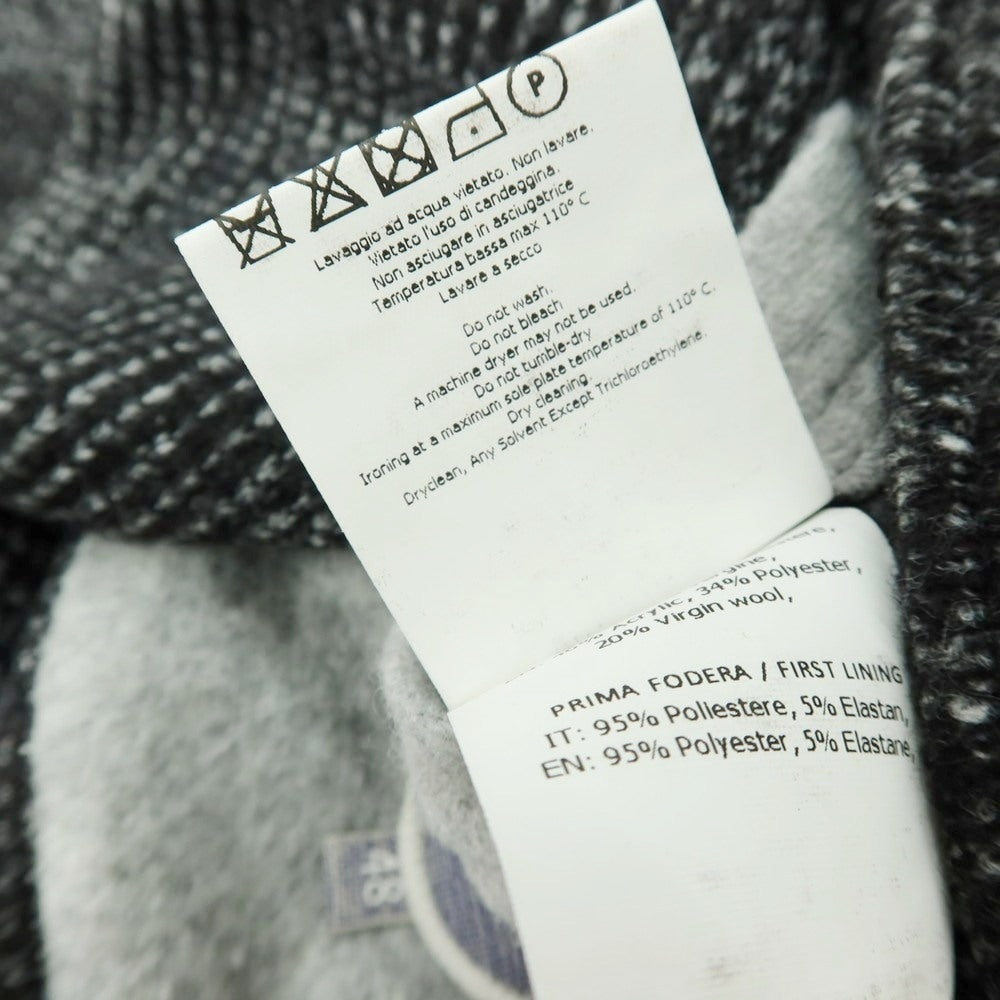 P
Lavaggio ad acqua vietato. Non lavare.
Vietato l'uso di candeggina.
Non asciugare in asciugatrice
Temperatura bassa max 110° C
Lavare a secco
Do not wash.
Do not bleach
A machine dryer may not be used.
Do not tumble-dry
Ironing at a maximum sole plate temperature of 110° C.
Dry cleaning.
Dryclean, Any Solvent Except Trichloroethylene.
Acrylic, 34% Polyester,
20% Virgin wool,
PRIMA FODERA / FIRST LINING
IT: 95% Poliestere, 5% Elastan,
EN: 95% Polyester, 5% Elastane,
48